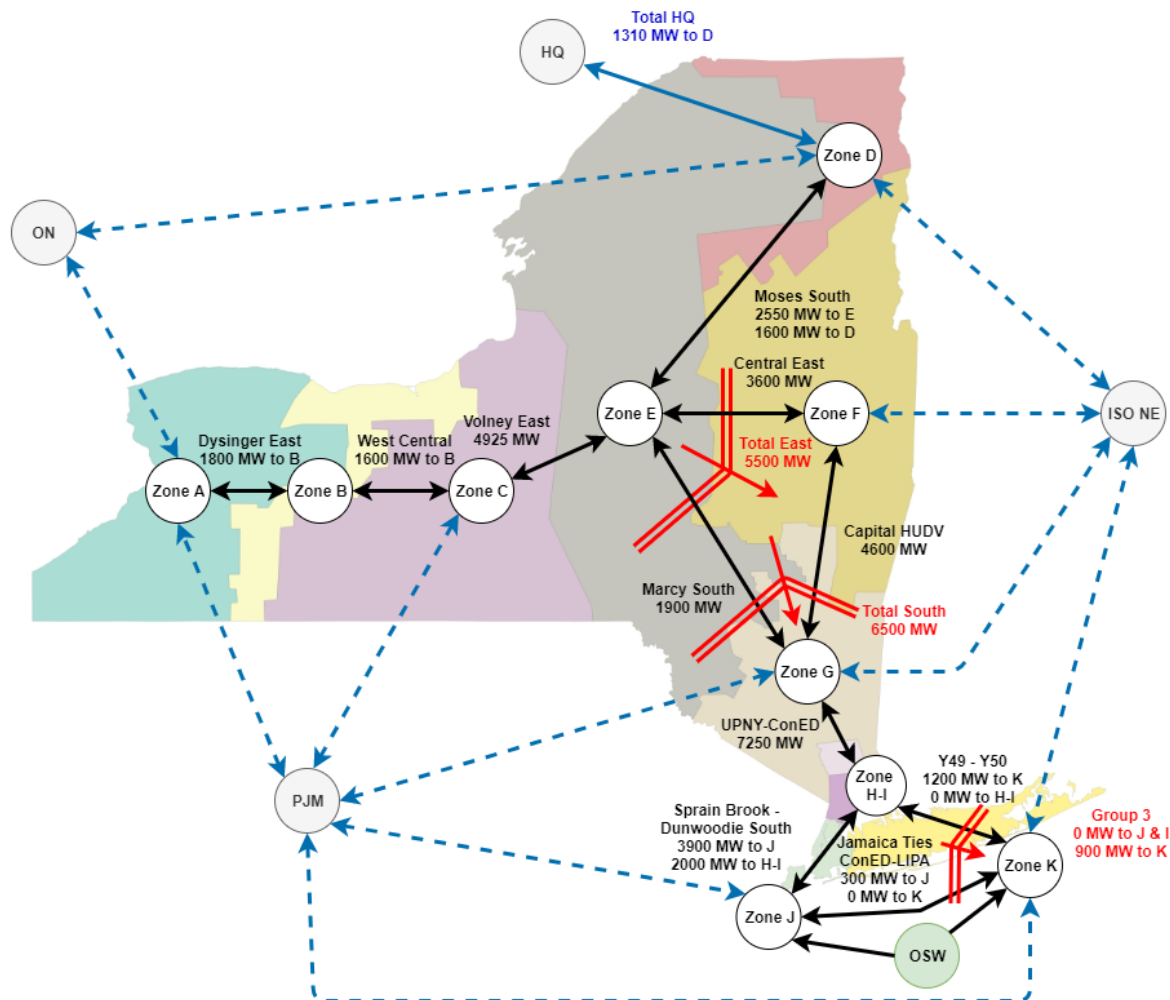 Total HQ
1310 MW to D
HQ
Zone D
ON
Moses South
2550 MW to E
1600 MW to D
Central East
3600 MW
Zone E
Zone F
ISO NE
Volney East
4925 MW
Dysinger East
1800 MW to B
West Central
1600 MW to B
Total East
5500 MW
Zone A
Zone B
Zone C
Capital HUDV
4600 MW
Marcy South
1900 MW
Total South
6500 MW
Zone G
UPNY-ConED
7250 MW
Zone
H-I
Y49 - Y50
1200 MW to K
0 MW to H-I
PJM
Sprain Brook -
Dunwoodie South
3900 MW to J
2000 MW to H-I
Group 3
0 MW to J & I
900 MW to K
Jamaica Ties
ConED-LIPA
300 MW to J
0 MW to K
Zone K
Zone J
OSW